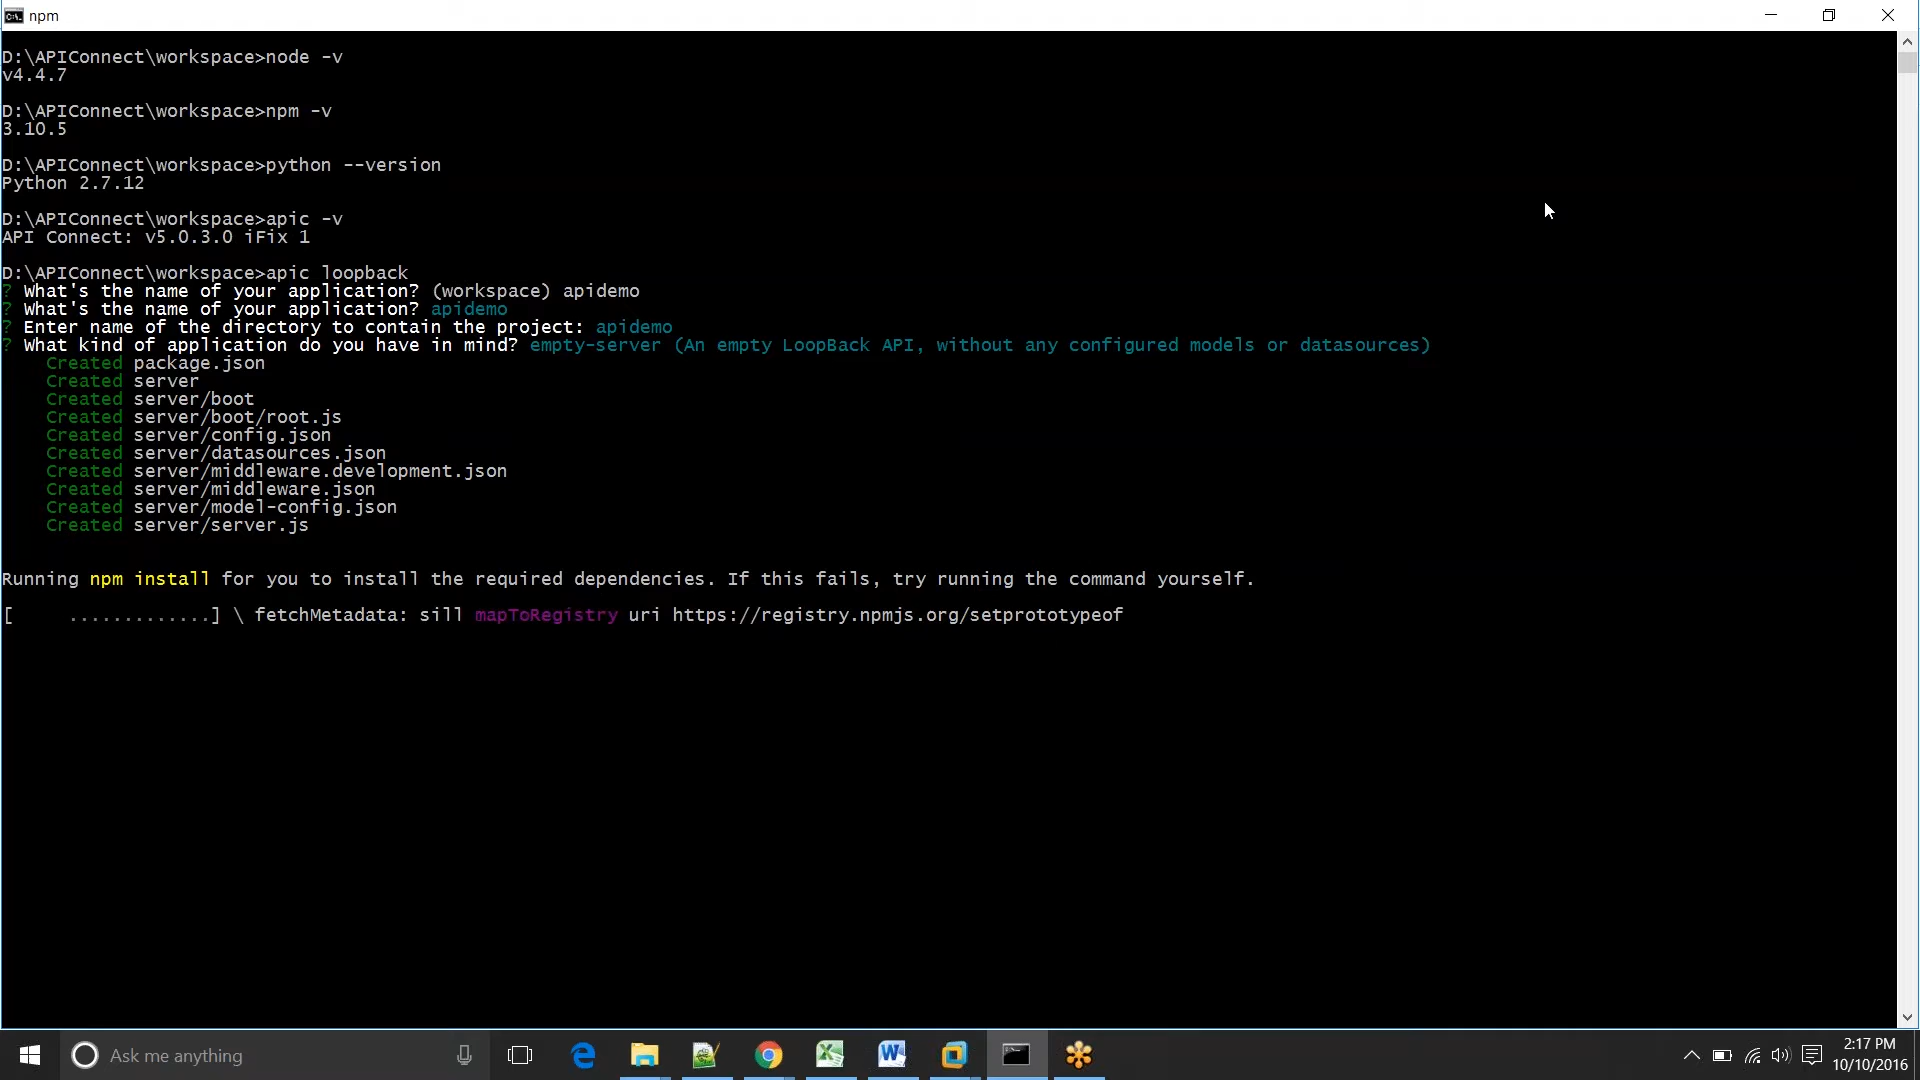 npm
D:\APIConnect\workspace>node -v
v4.4.7
D:\APIConnect\workspace>npm -v
3.10.5
D:\APIConnect\workspace>python --version
Python 2.7.12
D:\APIConnect\workspace>apic -v
API Connect: v5.0.3.0 iFix 1
D:\APIConnect\workspace>apic loopback
? What's the name of your application? (workspace) apidemo
? What's the name of your application? apidemo
? Enter name of the directory to contain the project: apidemo
? What kind of application do you have in mind? empty-server (An empty LoopBack API, without any configured models or datasources)
Created package.json
Created server
Created server/boot
Created server/boot/root.js
Created server/config.json
Created server/datasources.json
Created server/middleware.development.json
Created server/middleware.json
Created server/model-config.json
Created server/server.js
Running npm install for you to install the required dependencies. If this fails, try running the command yourself.
[     .............] \ fetchMetadata: sill mapToRegistry uri https://registry.npmjs.org/setprototypeof
Ask me anything
2:17 PM
10/10/2016